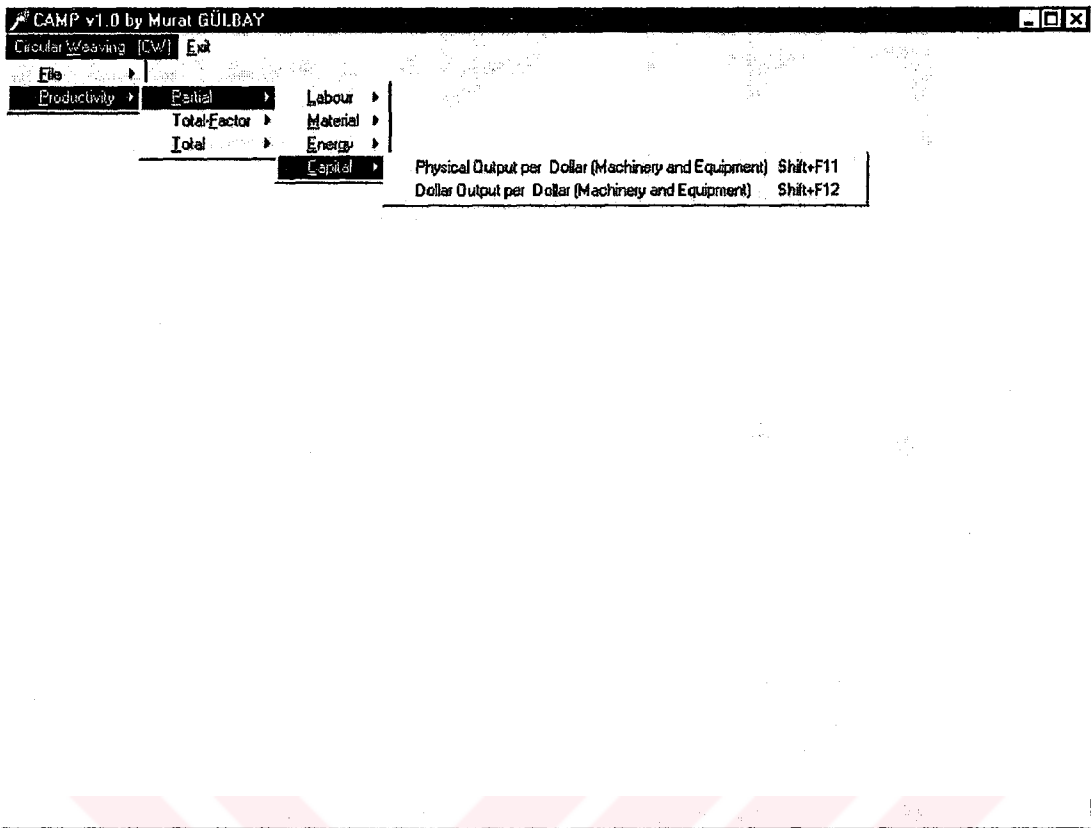 CAMP v1.0 by Murat GÜLBAY
Circular Weaving [CW] Exit
File
Productivity
Partial
Total-Factor
Total
Labour
Material
Energy
Capital
Physical Output per Dollar (Machinery and Equipment) Shift+F11
Dollar Output per Dollar (Machinery and Equipment) Shift+F12